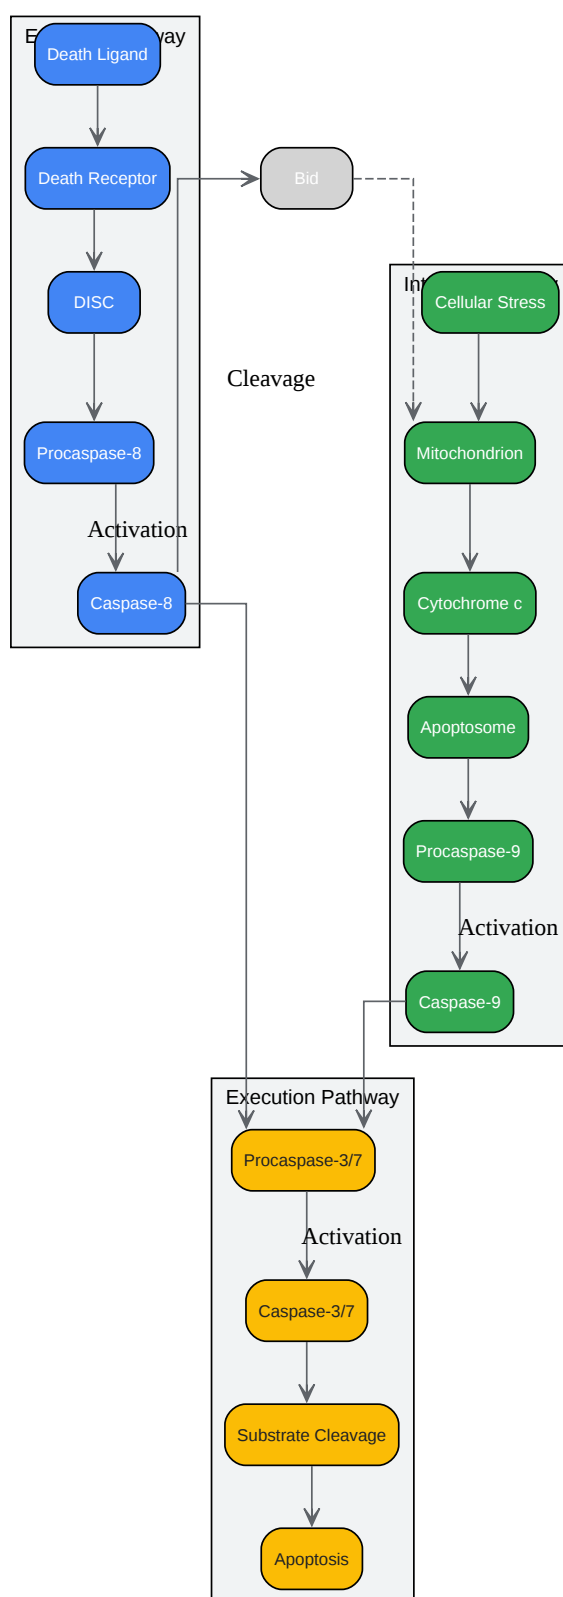 Death Ligand
Death Receptor
Bid
DISC
Cellular Stress
Cleavage
Procaspase-8
Mitochondrion
Activation
Caspase-8
Cytochrome c
Apoptosome
Procaspase-9
Activation
Caspase-9
Execution Pathway
Procaspase-3/7
Activation
Caspase-3/7
Substrate Cleavage
Apoptosis